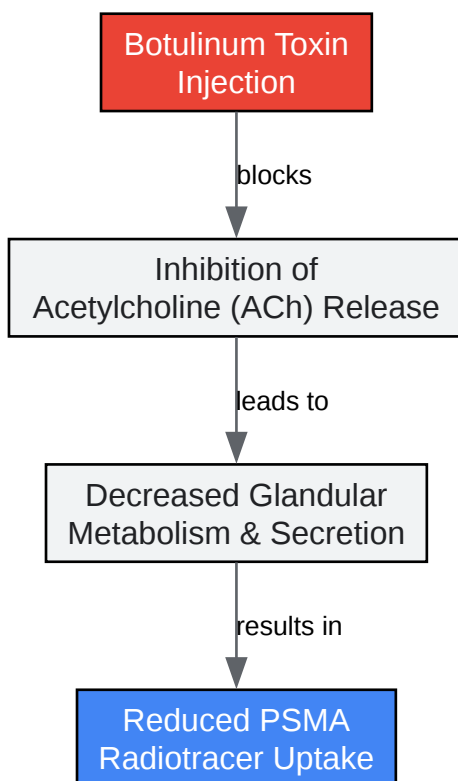 Botulinum Toxin
Injection
blocks
Inhibition of
Acetylcholine (ACh) Release
leads to
Decreased Glandular
Metabolism & Secretion
results in
Reduced PSMA
Radiotracer Uptake